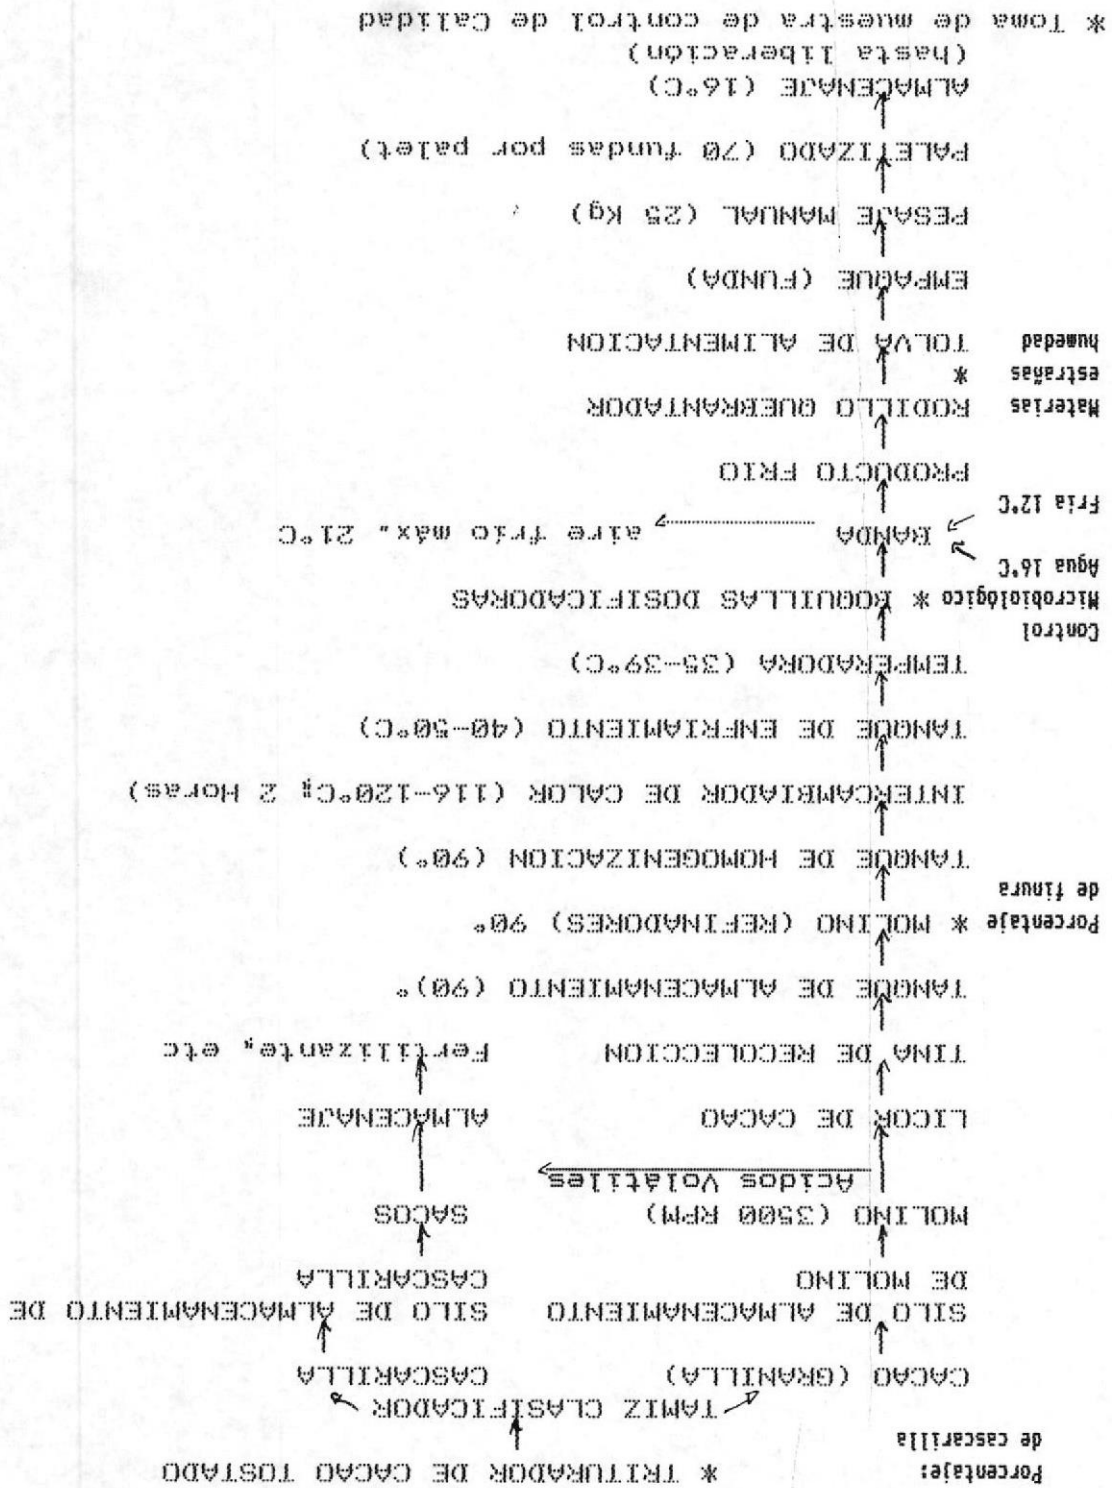 Porcentaje:
de cascarilla
* TRITURADOR DE CACAO TOSTADO
TAMIZ CLASIFICADOR
CACAO (GRANILLA)
CASCARILLA
SILO DE ALMACENAMIENTO
DE MOLINO
SILO DE ALMACENAMIENTO DE
CASCARILLA
MOLINO (3500 RPM)
SACOS
Acidos Volátiles
LICOR DE CACAO
ALMACENAJE
TINA DE RECOLECCION
Fertilizante, etc
TANQUE DE ALMACENAMIENTO (90)°
Porcentaje
de finura
* MOLINO (REFINADORES) 90°
TANQUE DE HOMOGENIZACION (90°)
INTERCAMBIADOR DE CALOR (116-120°C; 2 Horas)
TANQUE DE ENFRIAMIENTO (40-50°C)
TEMPERADORA (35-39°C)
Control
Microbiológico * BOQUILLAS DOSIFICADORAS
Agua 16°C
BANDA
aire frio máx. 21°C
Fria 12°C
PRODUCTO FRIO
Materias
estrañas *
humedad
RODILLO QUEBRANTADOR
TOLVA DE ALIMENTACION
EMPAQUE (FUNDA)
PESAJE MANUAL (25 Kg)
PALETIZADO (70 fundas por palet)
ALMACENAJE (16°C)
(hasta liberación)
* Toma de muestra de control de Calidad